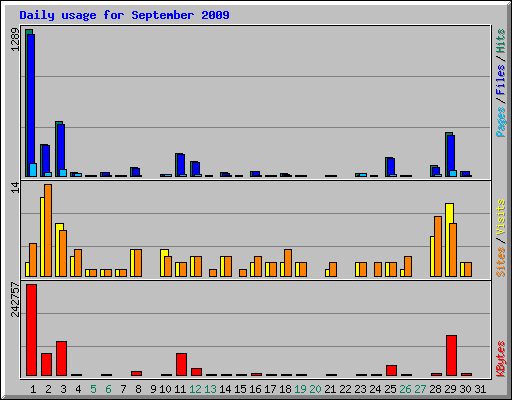 Daily usage for September 2009
1289
Pages / Files / Hits
14
Sites / Visits
242757
KBytes
1 2 3 4 5 6 7 8 9 10 11 12 13 14 15 16 17 18 19 20 21 22 23 24 25 26 27 28 29 30 31